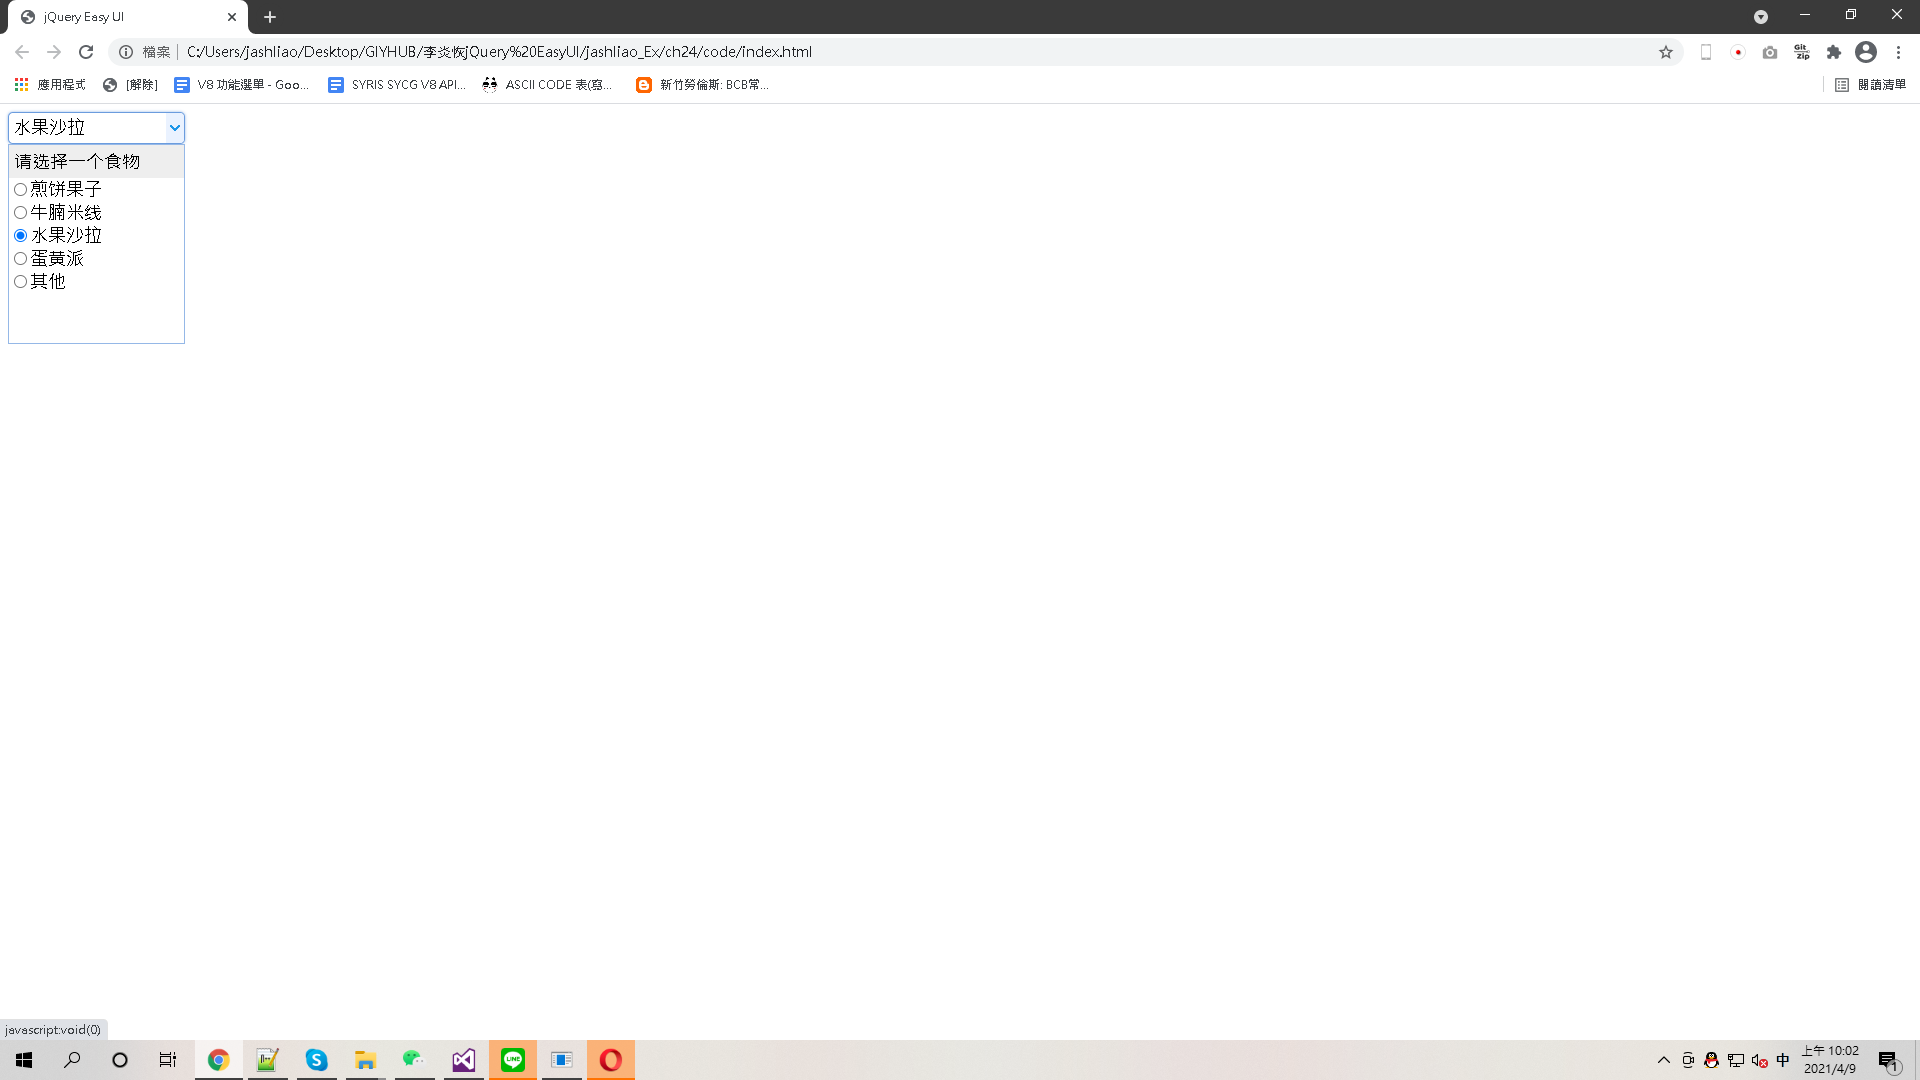 jQuery Easy UI
檔案 C:/Users/jashliao/Desktop/GIYHUB/李炎恢jQuery%20EasyUI/jashliao_Ex/ch24/code/index.html
Git Zip
應用程式 [解除] V8 功能選單 - Goo... SYRIS SYCG V8 API... ASCII CODE 表(寫... 新竹勞倫斯: BCB常... 閱讀清單
水果沙拉
请选择一个食物
煎饼果子
牛腩米线
水果沙拉
蛋黄派
其他
javascript:void(0)
中 上午 10:02
2021/4/9
1